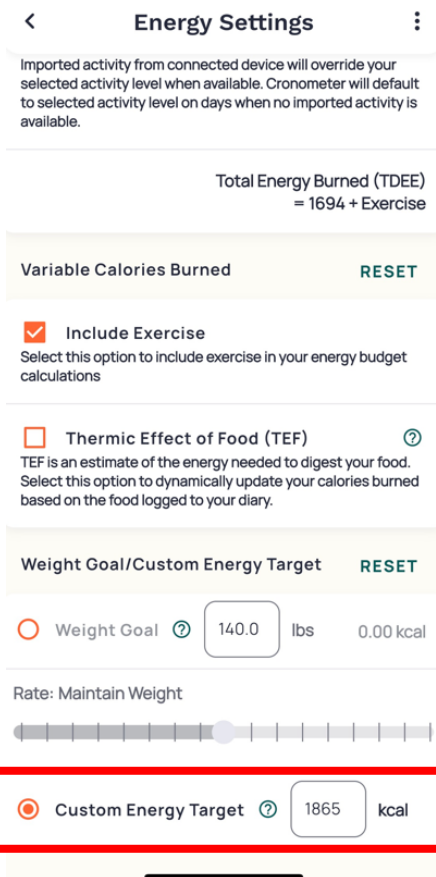 Energy Settings
Imported activity from connected device will override your
selected activity level when available. Cronometer will default
to selected activity level on days when no imported activity is
available.
Total Energy Burned (TDEE)
= 1694 + Exercise
Variable Calories Burned RESET
Include Exercise
Select this option to include exercise in your energy budget
calculations
Thermic Effect of Food (TEF) ?
TEF is an estimate of the energy needed to digest your food.
Select this option to dynamically update your calories burned
based on the food logged to your diary.
Weight Goal/Custom Energy Target RESET
Weight Goal ? 140.0 lbs 0.00 kcal
Rate: Maintain Weight
Custom Energy Target ? 1865 kcal